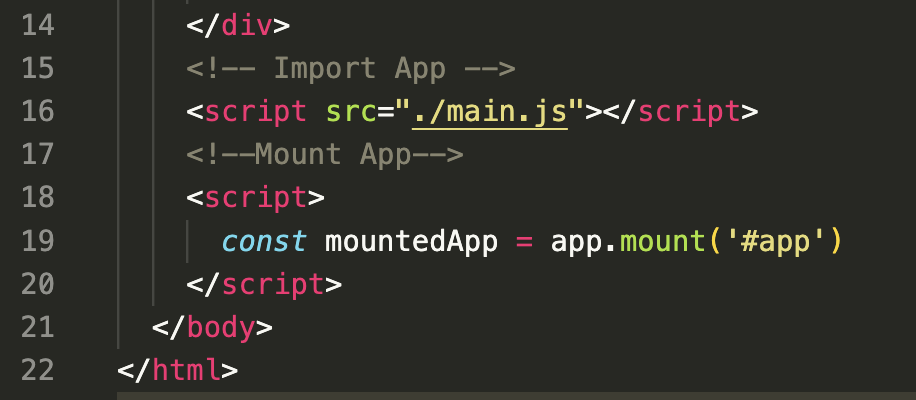 14 </div>
15 <!-- Import App -->
16 <script src="./main.js"></script>
17 <!--Mount App-->
18 <script>
19 const mountedApp = app.mount('#app')
20 </script>
21 </body>
22 </html>